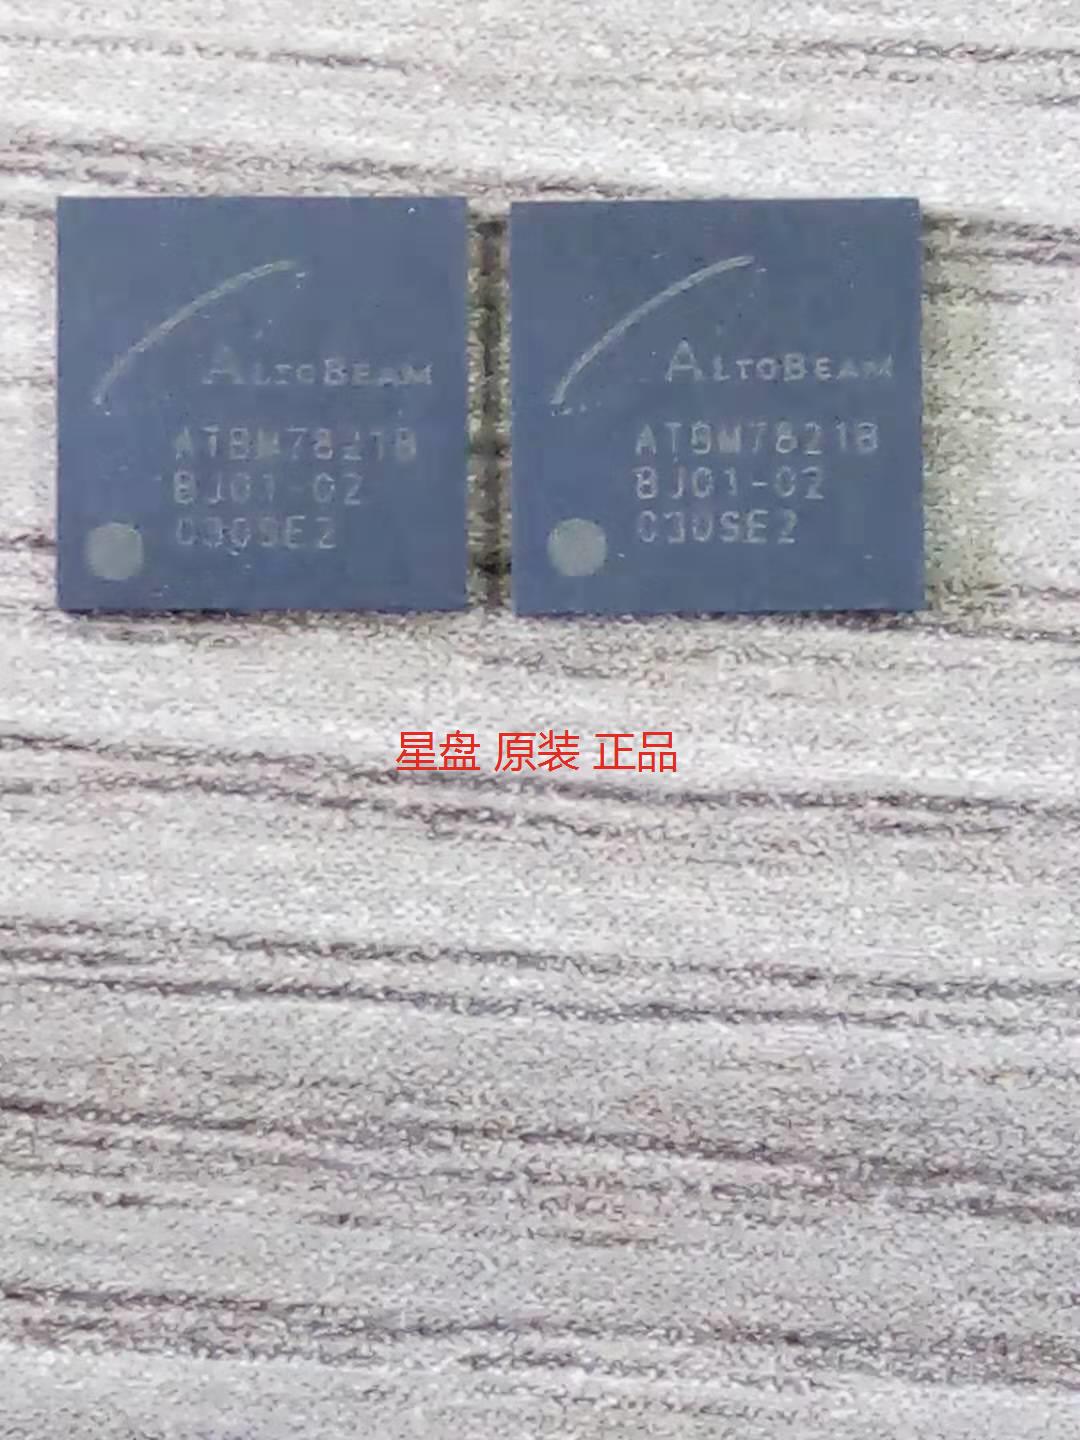 ALTOBEAM
ATBM7821B
BJ01-02
C30SE2
ALTOBEAM
ATBM7821B
BJ01-02
C30SE2
星盘 原装 正品